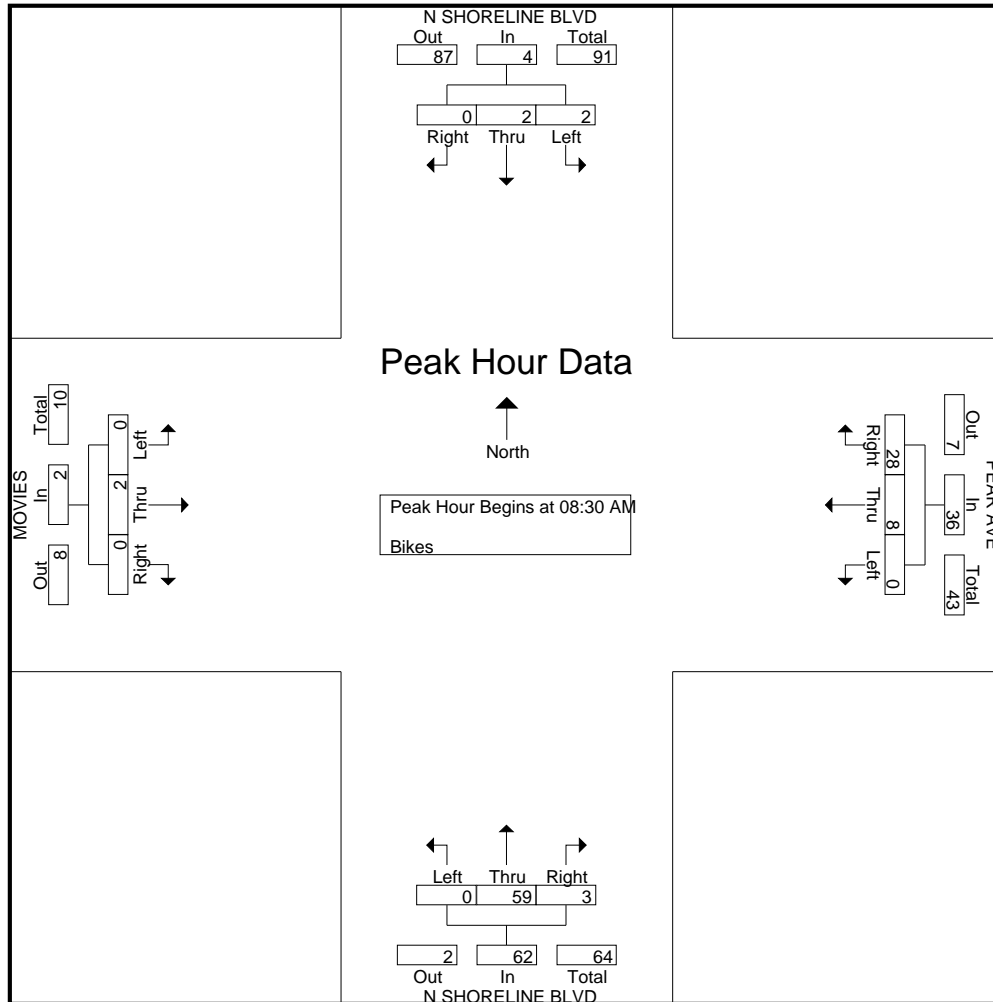 N SHORELINE BLVD
Out In Total
87 4 91
0 2 2
Right Thru Left
Peak Hour Data
North
Peak Hour Begins at 08:30 AM
Bikes
MOVIES
Total In Out
10 2 8
0 2 0
Left Thru Right
Right Thru Left
28 8 0
7 36 43
Out In Total
AVE
Left Thru Right
0 59 3
2 62 64
Out In Total
N SHORELINE BLVD